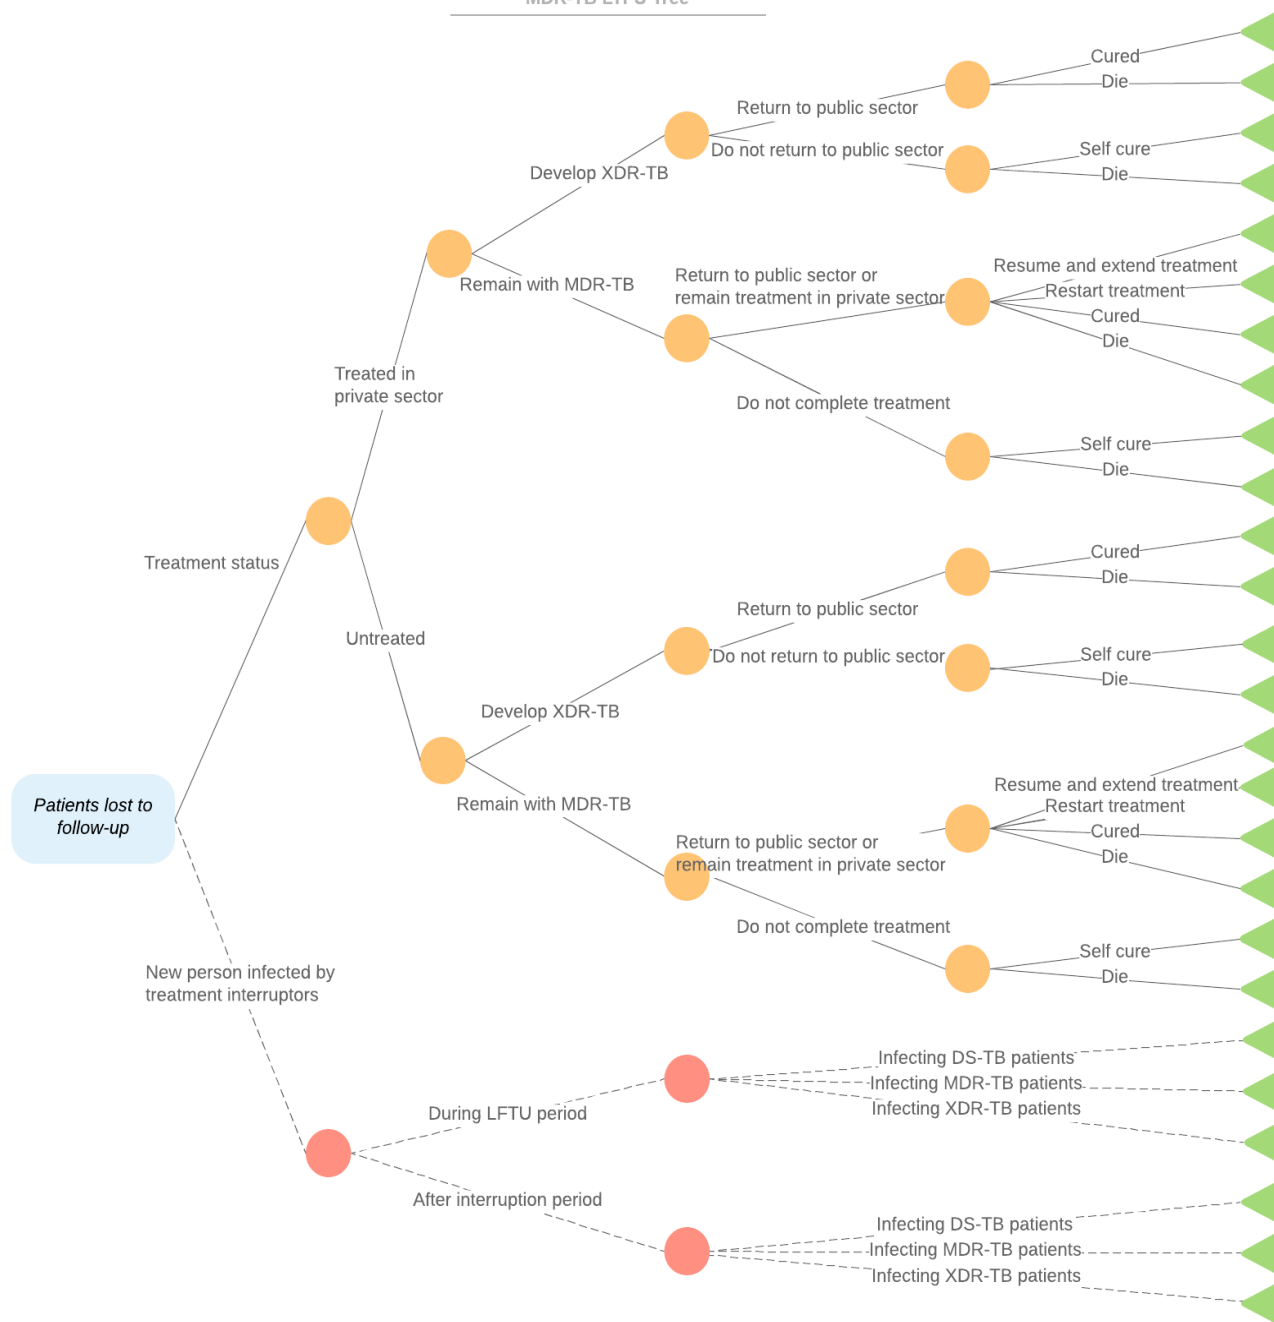 MDR-TB LTFU Tree
Cured
Die
Return to public sector
Do not return to public sector
Self cure
Die
Develop XDR-TB
Remain with MDR-TB
Return to public sector or
remain treatment in private sector
Resume and extend treatment
Restart treatment
Cured
Die
Treated in
private sector
Do not complete treatment
Self cure
Die
Treatment status
Untreated
Cured
Die
Return to public sector
Do not return to public sector
Self cure
Die
Develop XDR-TB
Remain with MDR-TB
Resume and extend treatment
Restart treatment
Cured
Die
Return to public sector or
remain treatment in private sector
Patients lost to
follow-up
Do not complete treatment
Self cure
Die
New person infected by
treatment interruptors
During LFTU period
Infecting DS-TB patients
Infecting MDR-TB patients
Infecting XDR-TB patients
After interruption period
Infecting DS-TB patients
Infecting MDR-TB patients
Infecting XDR-TB patients